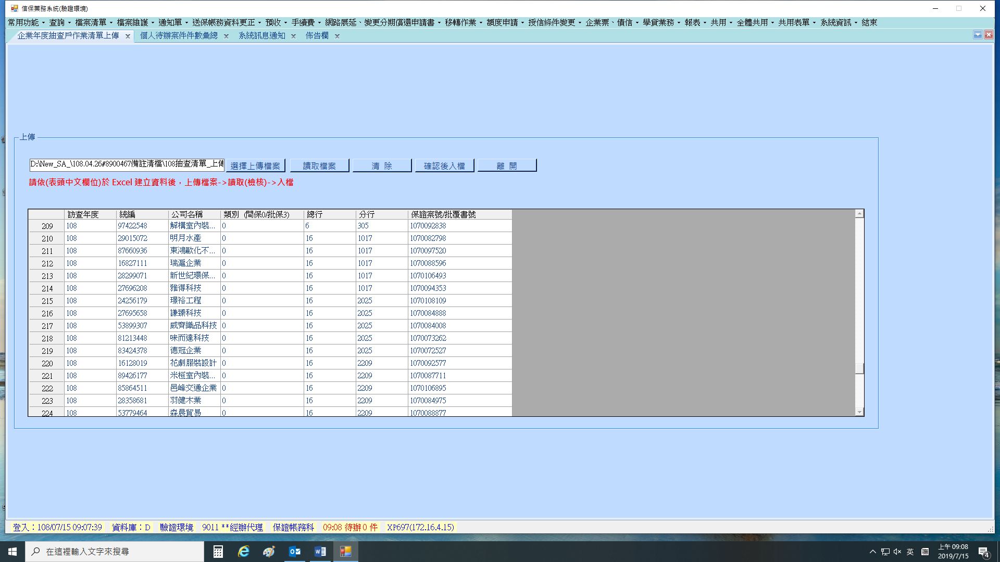 信保業務系統(驗證環境)
常用功能 查詢 檔案清單 檔案維護 通知單 送保帳務資料更正 預收 手續費 網路展延、變更分期償還申請書 移轉作業 額度申請 授信條件變更 企業票、債信 學貸業務 報表 共用 全體共用 共用表單 系統資訊 結束
企業年度抽查戶作業清單上傳 x 個人待辦案件件數彙總 x 系統訊息通知 x 佈告欄 x
上傳
D:\New_SA_\108.04.26#8900467備註清檔\108抽查清單_上傳 選擇上傳檔案 讀取檔案 清 除 確認後入檔 離 開
請依(表頭中文欄位)於 Excel 建立資料後，上傳檔案->讀取(檢核)->入檔
訪查年度 統編 公司名稱 類別 (間保0/批保3) 總行 分行 保證案號/批覆書號
209 108 97422548 解構室內裝... 0 6 305 1070092838
210 108 29015072 明月水產 0 16 1017 1070082798
211 108 87660936 東鴻歐化不... 0 16 1017 1070097520
212 108 16827111 瑞滬企業 0 16 1017 1070088596
213 108 28299071 新世紀環保... 0 16 1017 1070106493
214 108 27696208 雅得科技 0 16 1017 1070094353
215 108 24256179 璟裕工程 0 16 2025 1070108109
216 108 27695658 謙臻科技 0 16 2025 1070084888
217 108 53899307 威齊織品科技 0 16 2025 1070084008
218 108 81213448 味而達科技 0 16 2025 1070073262
219 108 83424378 德冠企業 0 16 2025 1070072527
220 108 16128019 花劇服裝設計 0 16 2209 1070092577
221 108 89426177 米桓室內裝... 0 16 2209 1070087711
222 108 85864511 邑峰交通企業 0 16 2209 1070106895
223 108 28358681 羽健木業 0 16 2209 1070084975
224 108 53779464 森晨貿易 0 16 2209 1070088877
登入：108/07/15 09:07:39 資料庫：D 驗證環境 9011 **經辦代理 保證帳務科 09:08 待辦 0 件 XP697(172.16.4.15)
在這裡輸入文字來搜尋
英
上午 09:08
2019/7/15
4